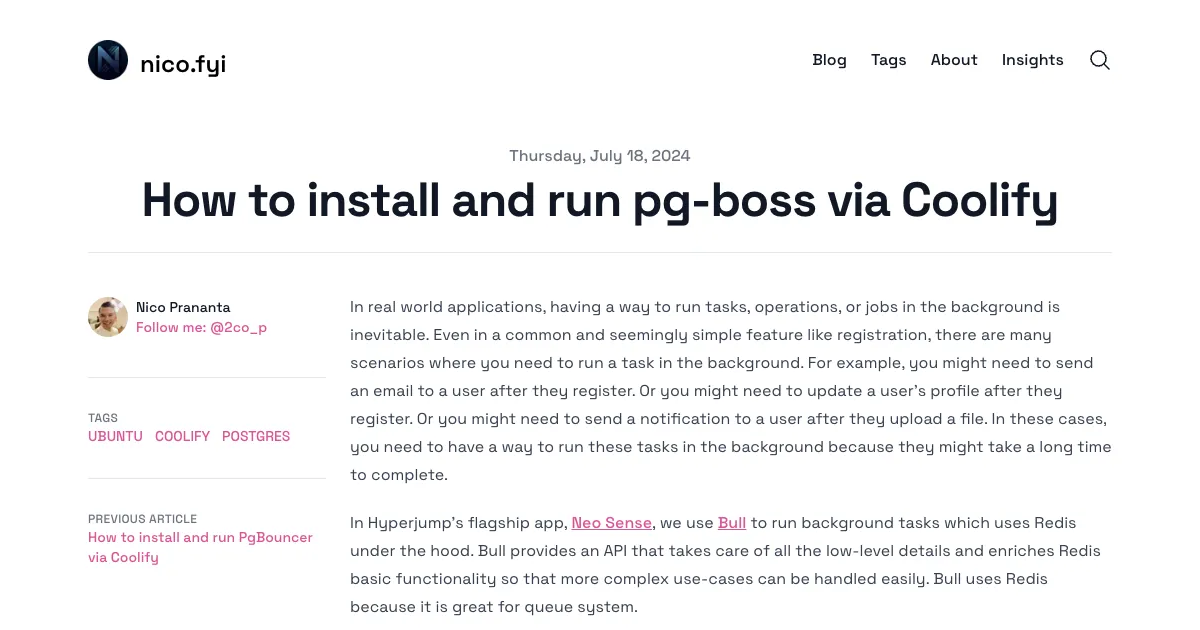 nico.fyi
Blog Tags About Insights
Thursday, July 18, 2024
How to install and run pg-boss via Coolify
Nico Prananta
Follow me: @2co_p
TAGS
UBUNTU COOLIFY POSTGRES
PREVIOUS ARTICLE
How to install and run PgBouncer
via Coolify
In real world applications, having a way to run tasks, operations, or jobs in the background is
inevitable. Even in a common and seemingly simple feature like registration, there are many
scenarios where you need to run a task in the background. For example, you might need to send
an email to a user after they register. Or you might need to update a user's profile after they
register. Or you might need to send a notification to a user after they upload a file. In these cases,
you need to have a way to run these tasks in the background because they might take a long time
to complete.
In Hyperjump's flagship app, Neo Sense, we use Bull to run background tasks which uses Redis
under the hood. Bull provides an API that takes care of all the low-level details and enriches Redis
basic functionality so that more complex use-cases can be handled easily. Bull uses Redis
because it is great for queue system.